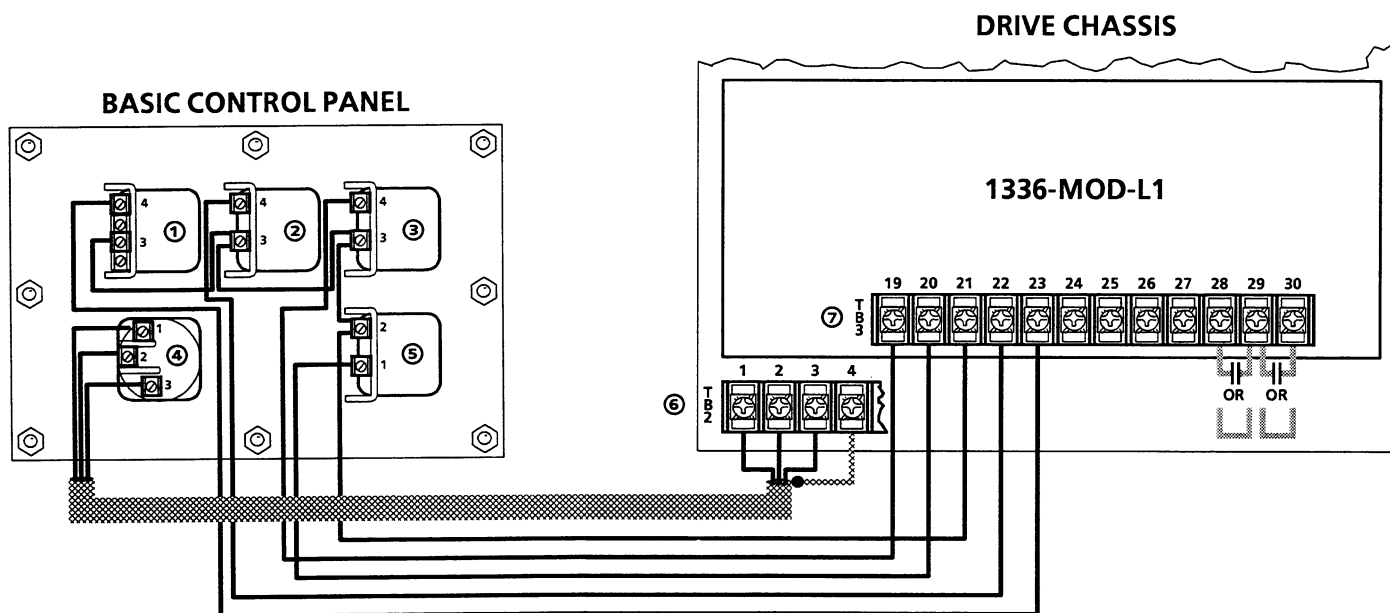 DRIVE CHASSIS
BASIC CONTROL PANEL
1336-MOD-L1
4
3
①
4
3
②
4
3
③
1
2
3
④
2
1
⑤
19 20 21 22 23 24 25 26 27 28 29 30
⑦
TB3
1 2 3 4
⑥
TB2
OR OR